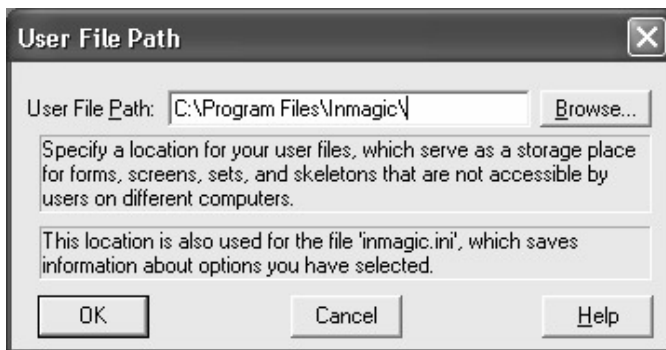 User File Path
User File Path: C:\Program Files\Inmagic\ Browse...
Specify a location for your user files, which serve as a storage place
for forms, screens, sets, and skeletons that are not accessible by
users on different computers.
This location is also used for the file 'inmagic.ini', which saves
information about options you have selected.
OK Cancel Help